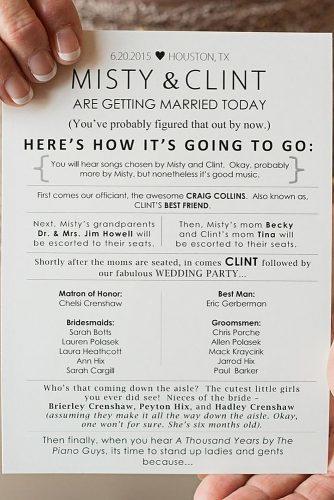 6.20.2015 ♥ HOUSTON, TX
MISTY & CLINT
ARE GETTING MARRIED TODAY
(You've probably figured that out by now.)
HERE'S HOW IT'S GOING TO GO:
{ You will hear songs chosen by Misty and Clint. Okay, probably }
more by Misty, but nonetheless it's good music.
First comes our officiant, the awesome CRAIG COLLINS. Also known as,
CLINT'S BEST FRIEND.
Next, Misty's grandparents
Dr. & Mrs. Jim Howell will
be escorted to their seats.
Then, Misty's mom Becky
and Clint's mom Tina will
be escorted to their seats.
Shortly after the moms are seated, in comes CLINT followed by
our fabulous WEDDING PARTY...
Matron of Honor:
Chelsi Crenshaw
Bridesmaids:
Sarah Botts
Lauren Polasek
Laura Heathcott
Ann Hix
Sarah Cargill
Best Man:
Eric Gerberman
Groomsmen:
Chris Porche
Allen Polasek
Mack Kraycirik
Jarrod Hix
Paul Barker
Who's that coming down the aisle? The cutest little girls
you ever did see! Nieces of the bride -
Brierley Crenshaw, Peyton Hix, and Hadley Crenshaw
(assuming they make it all the way down the aisle. Okay,
one won't for sure. She's six months old).
Then finally, when you hear A Thousand Years by The
Piano Guys, its time to stand up ladies and gents
because...